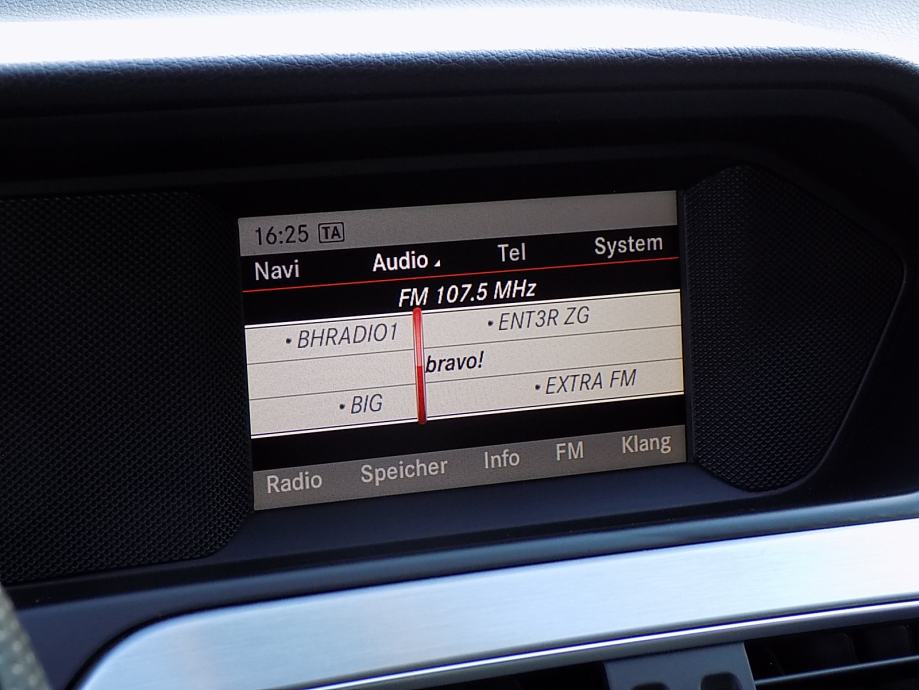 16:25 TA
Navi Audio Tel System
FM 107.5 MHz
• BHRADIO1 • ENT3R ZG
bravo!
• BIG • EXTRA FM
Radio Speicher Info FM Klang